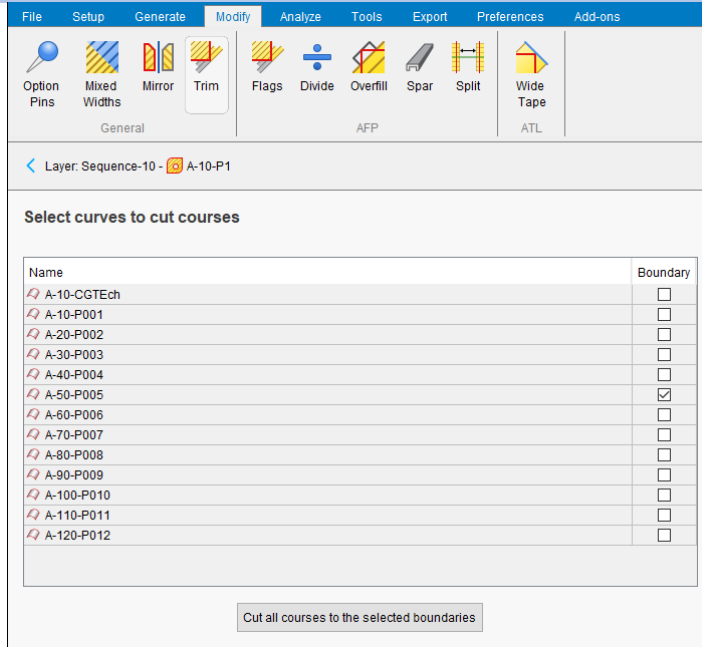 File Setup Generate Modify Analyze Tools Export Preferences Add-ons
Option Pins Mixed Widths Mirror Trim Flags Divide Overfill Spar Split Wide Tape
General AFP ATL
Layer: Sequence-10 - A-10-P1
Select curves to cut courses
Name Boundary
A-10-CGTEch
A-10-P001
A-20-P002
A-30-P003
A-40-P004
A-50-P005
A-60-P006
A-70-P007
A-80-P008
A-90-P009
A-100-P010
A-110-P011
A-120-P012
Cut all courses to the selected boundaries